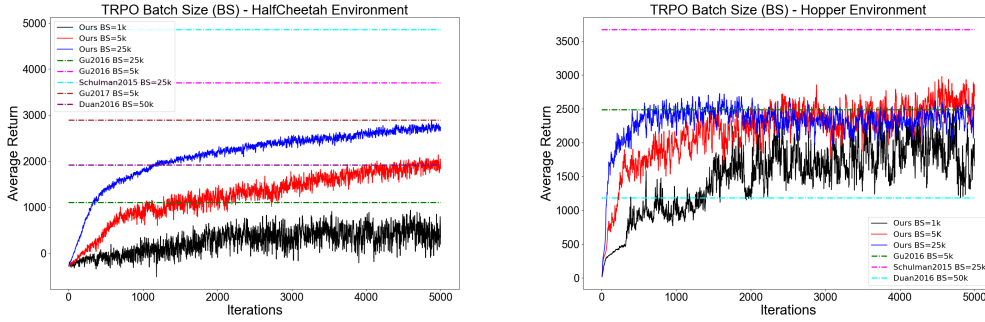 TRPO Batch Size (BS) - HalfCheetah Environment
5000
4000
3000
2000
1000
0
Average Return
Ours BS=1k
Ours BS=5k
Ours BS=25k
Gu2016 BS=25k
Gu2016 BS=5k
Schulman2015 BS=25k
Gu2017 BS=5k
Duan2016 BS=50k
0 1000 2000 3000 4000 5000
Iterations
TRPO Batch Size (BS) - Hopper Environment
3500
3000
2500
2000
1500
1000
500
0
Average Return
Ours BS=1k
Ours BS=5K
Ours BS=25k
Gu2016 BS=5k
Schulman2015 BS=25k
Duan2016 BS=50k
0 1000 2000 3000 4000 5000
Iterations